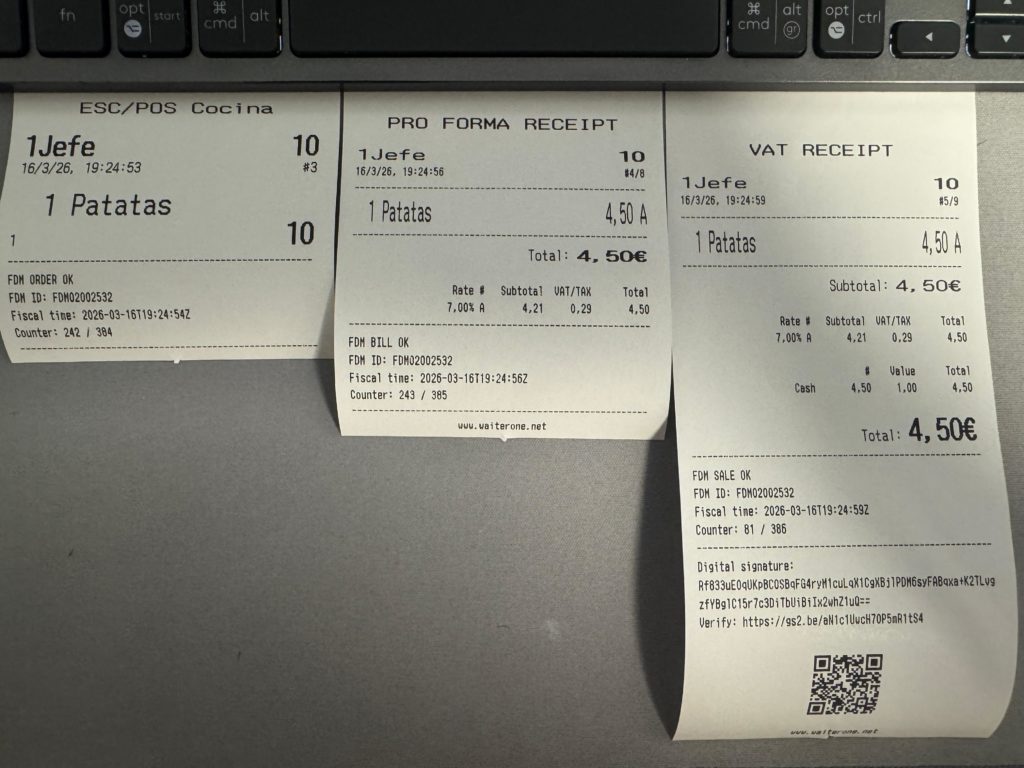 fn
opt
start
cmd
alt
cmd
alt
gr
opt
ctrl
ESC/POS Cocina
1Jefe 10
16/3/26, 19:24:53 #3
1 Patatas
1 10
FDM ORDER OK
FDM ID: FDM02002532
Fiscal time: 2026-03-16T19:24:54Z
Counter: 242 / 384
PRO FORMA RECEIPT
1Jefe 10
16/3/26, 19:24:56 #4/8
1 Patatas 4,50 A
Total: 4,50€
Rate # Subtotal VAT/TAX Total
7,00% A 4,21 0,29 4,50
FDM BILL OK
FDM ID: FDM02002532
Fiscal time: 2026-03-16T19:24:56Z
Counter: 243 / 385
www.waiterone.net
VAT RECEIPT
1Jefe 10
16/3/26, 19:24:59 #5/9
1 Patatas 4,50 A
Subtotal: 4,50€
Rate # Subtotal VAT/TAX Total
7,00% A 4,21 0,29 4,50
# Value Total
Cash 4,50 1,00 4,50
Total: 4,50€
FDM SALE OK
FDM ID: FDM02002532
Fiscal time: 2026-03-16T19:24:59Z
Counter: 81 / 386
Digital signature:
Verify:
www.waiterone.net